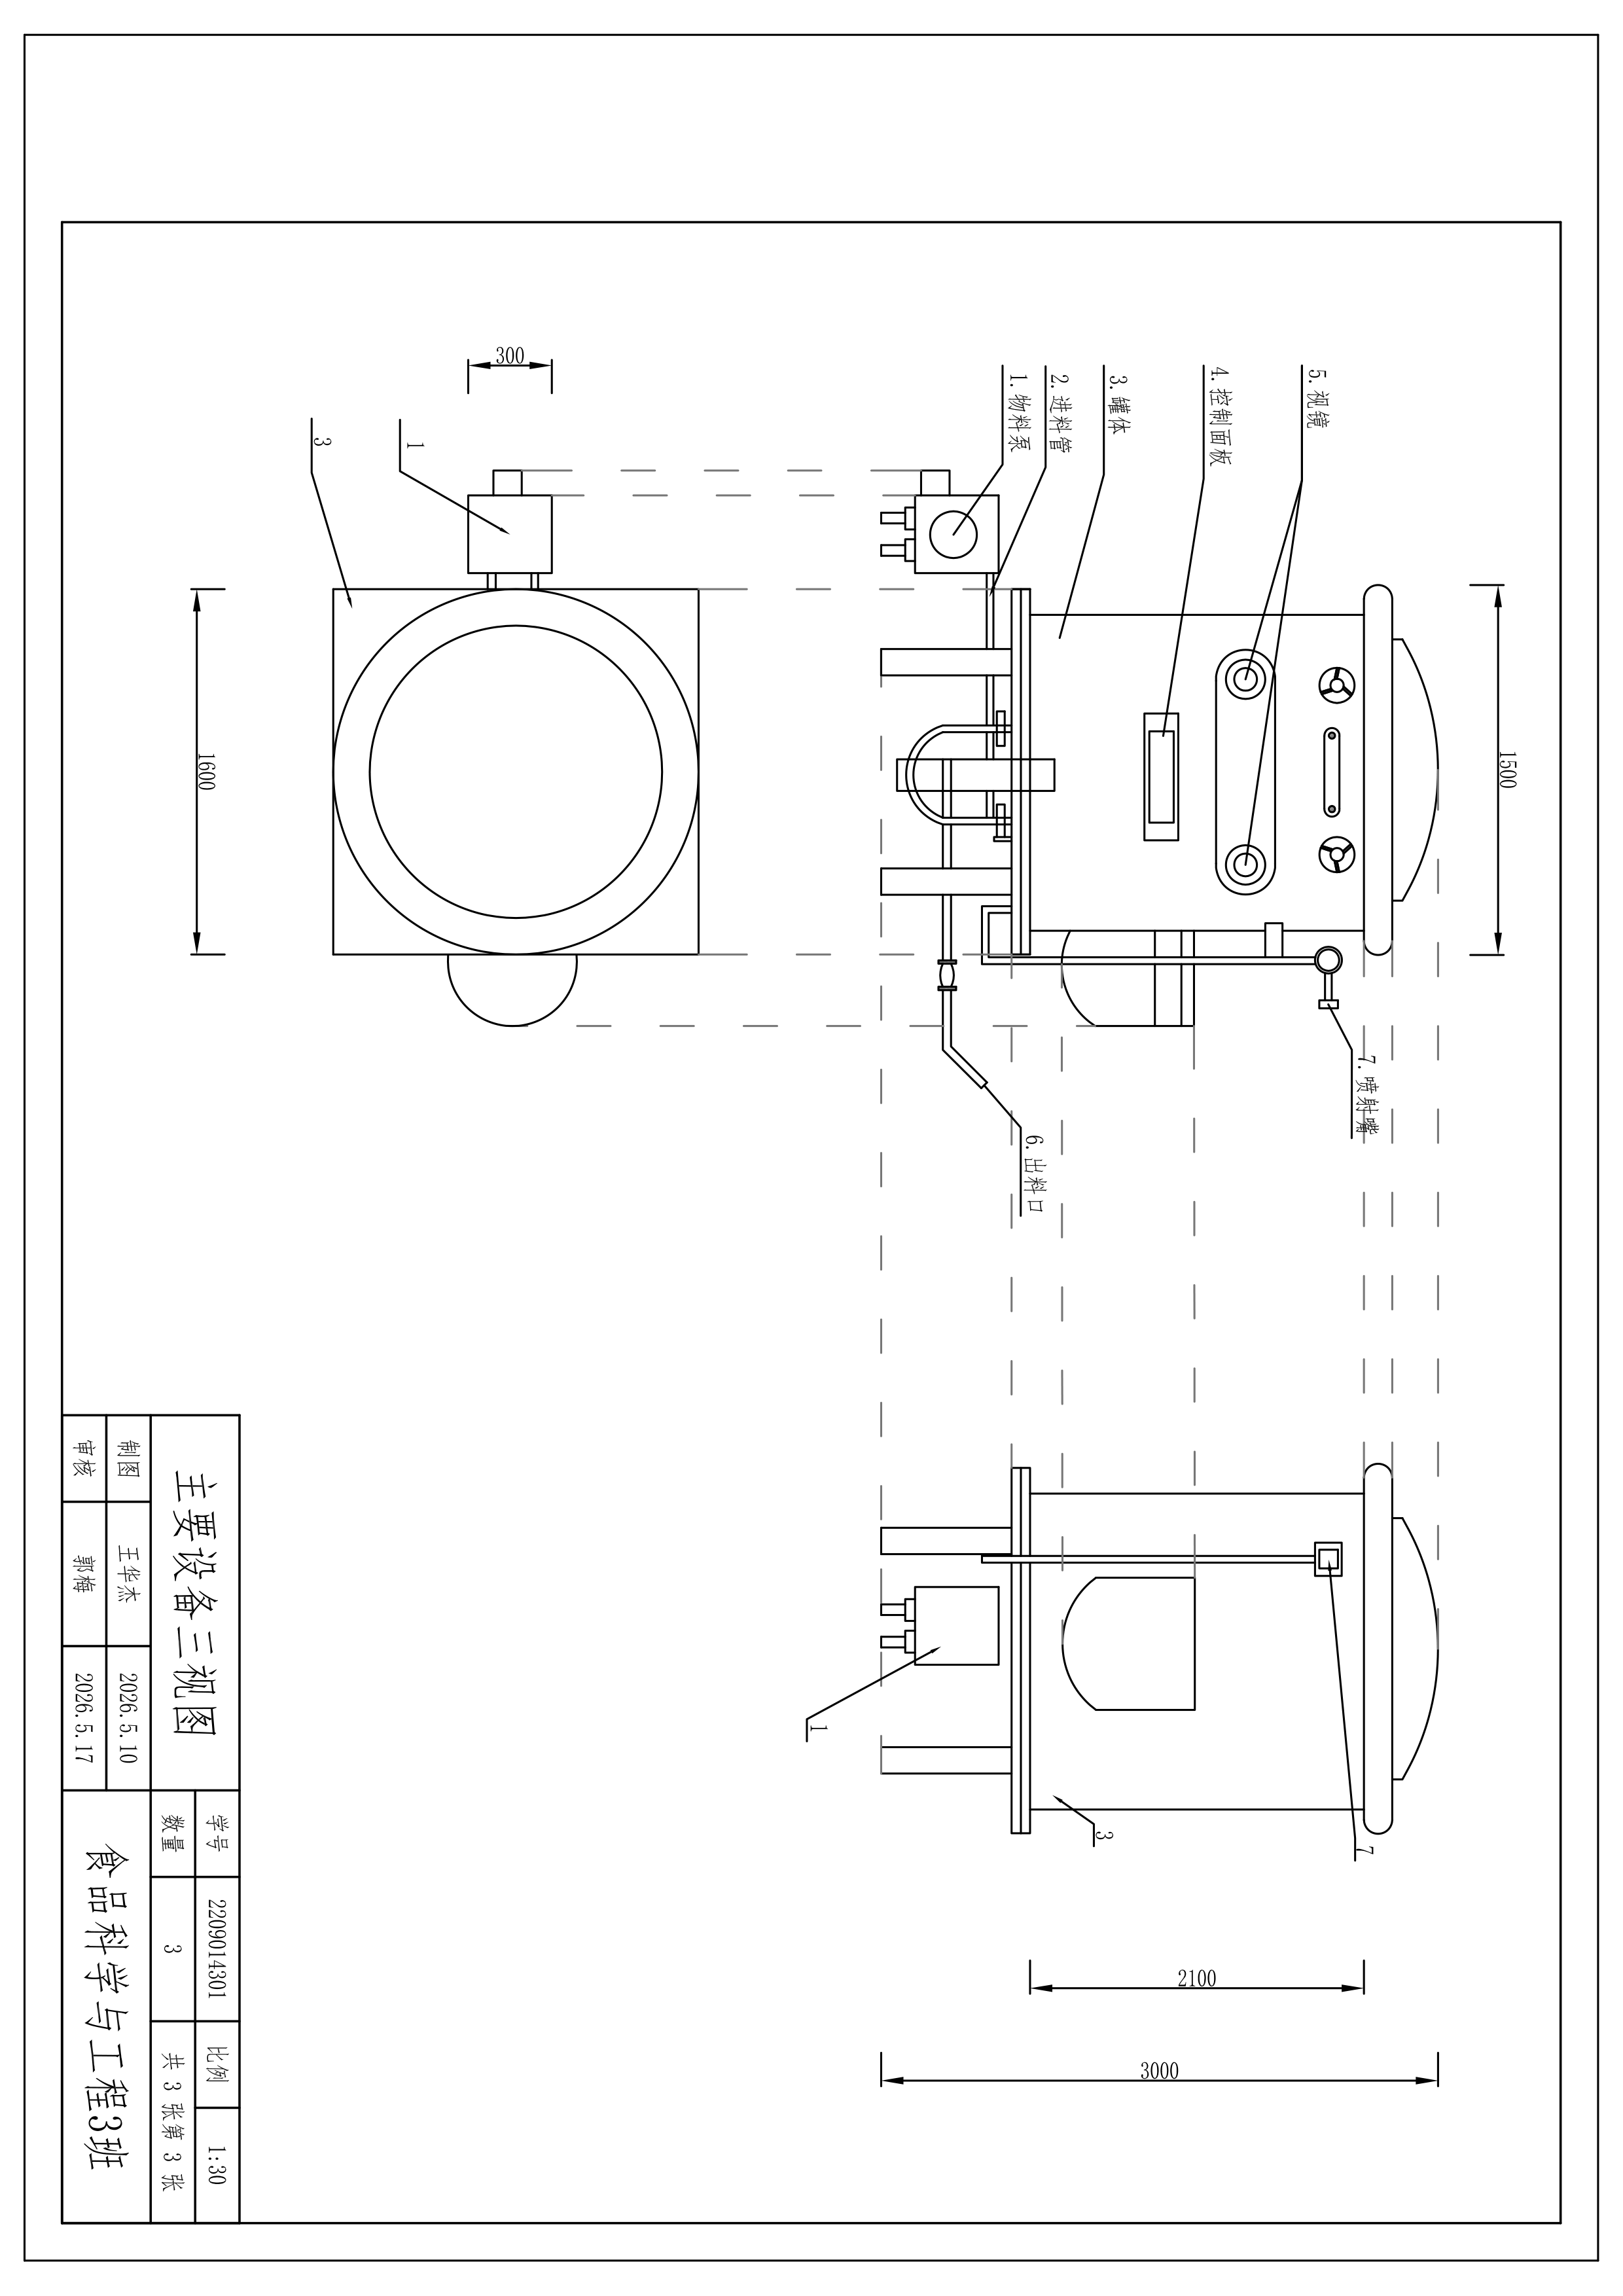 1500
5.视镜
4.控制面板
3.罐体
2.进料管
1.物料泵
7.喷射嘴
6.出料口
7
3
1
2100
3000
300
1
3
1600
主要设备三视图
学号
2209014301
比例
1:30
数量
3
共 3 张第 3 张
制图
王华杰
2026.5.10
审核
郭梅
2026.5.17
食品科学与工程3班